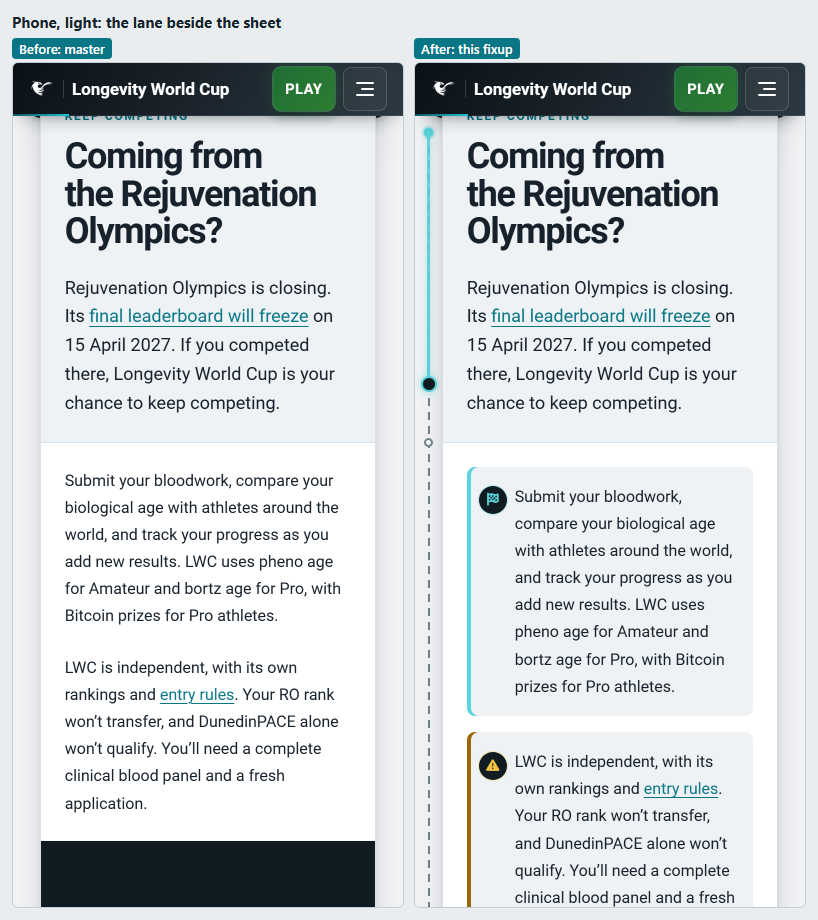 Phone, light: the lane beside the sheet
Before: master
Longevity World Cup
PLAY
KEEP COMPETING
Coming from
the Rejuvenation
Olympics?
Rejuvenation Olympics is closing.
Its final leaderboard will freeze on
15 April 2027. If you competed
there, Longevity World Cup is your
chance to keep competing.
Submit your bloodwork, compare your
biological age with athletes around the
world, and track your progress as you
add new results. LWC uses pheno age
for Amateur and bortz age for Pro, with
Bitcoin prizes for Pro athletes.
LWC is independent, with its own
rankings and entry rules. Your RO rank
won’t transfer, and DunedinPACE alone
won’t qualify. You’ll need a complete
clinical blood panel and a fresh
application.
After: this fixup
Longevity World Cup
PLAY
KEEP COMPETING
Coming from
the Rejuvenation
Olympics?
Rejuvenation Olympics is closing.
Its final leaderboard will freeze on
15 April 2027. If you competed
there, Longevity World Cup is your
chance to keep competing.
Submit your bloodwork,
compare your biological age
with athletes around the world,
and track your progress as you
add new results. LWC uses
pheno age for Amateur and
bortz age for Pro, with Bitcoin
prizes for Pro athletes.
LWC is independent, with its
own rankings and entry rules.
Your RO rank won’t transfer,
and DunedinPACE alone won’t
qualify. You’ll need a complete
clinical blood panel and a fresh